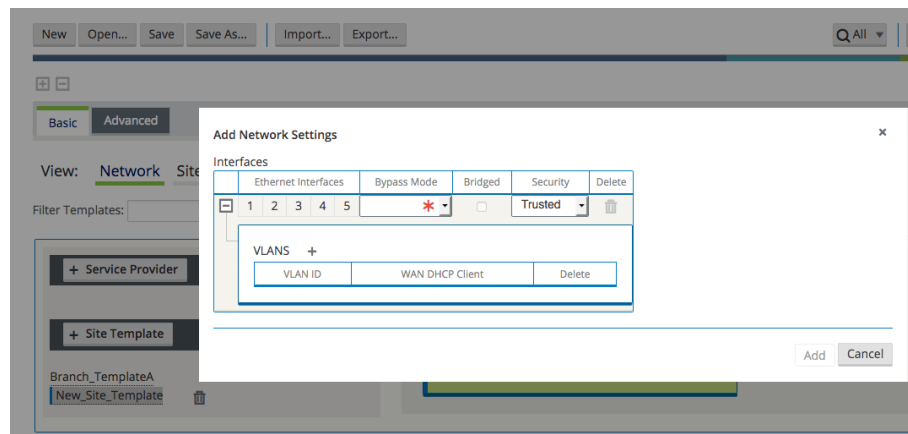 New Open... Save Save As... Import... Export... All
Basic Advanced
Add Network Settings ×
Interfaces
View: Network Site
Ethernet Interfaces Bypass Mode Bridged Security Delete
1 2 3 4 5 * Trusted
Filter Templates:
VLANS +
VLAN ID WAN DHCP Client Delete
+ Service Provider
+ Site Template
Add Cancel
Branch_TemplateA
New_Site_Template